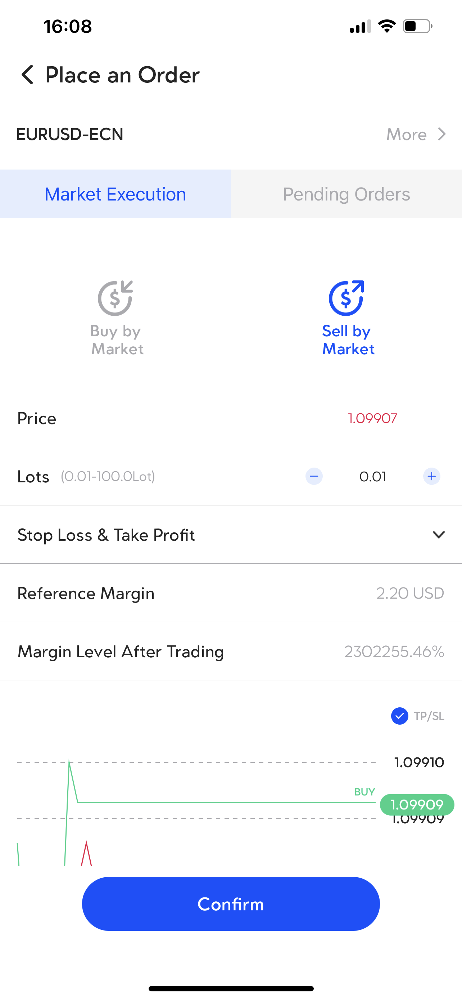 16:08
Place an Order
EURUSD-ECN
More
Market Execution
Pending Orders
Buy by
Market
Sell by
Market
Price
1.09907
Lots (0.01-100.0Lot)
0.01
Stop Loss & Take Profit
Reference Margin
2.20 USD
Margin Level After Trading
2302255.46%
TP/SL
1.09910
BUY
1.09909
1.09909
Confirm